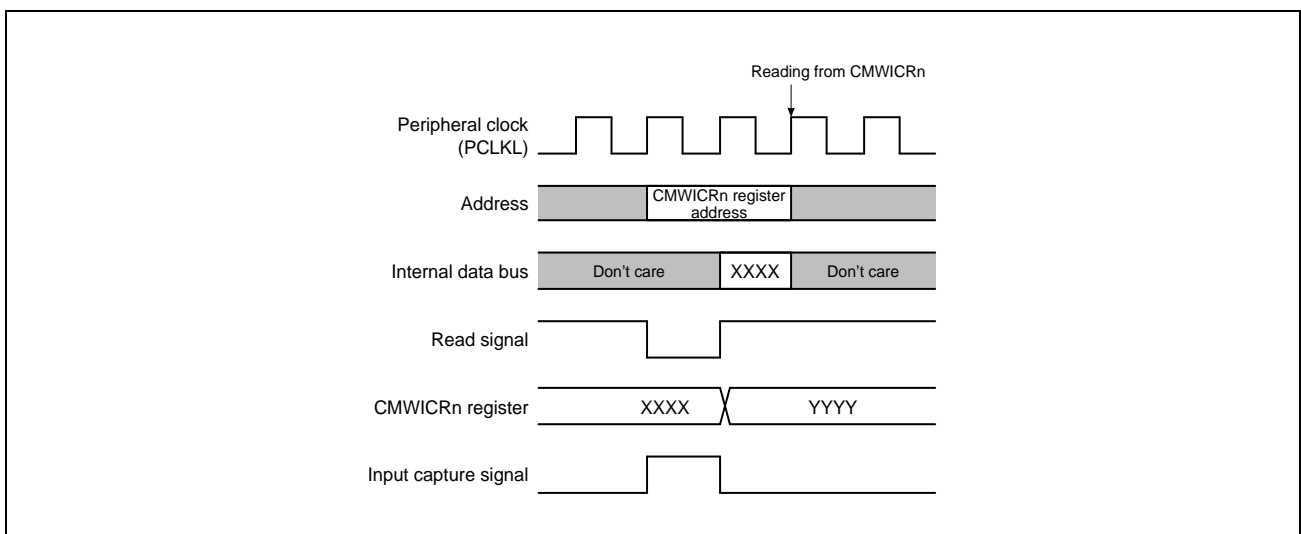 Reading from CMWICRn
Peripheral clock
(PCLKL)
Address
CMWICRn register
address
Internal data bus
Don't care
XXXX
Don't care
Read signal
CMWICRn register
XXXX
YYYY
Input capture signal